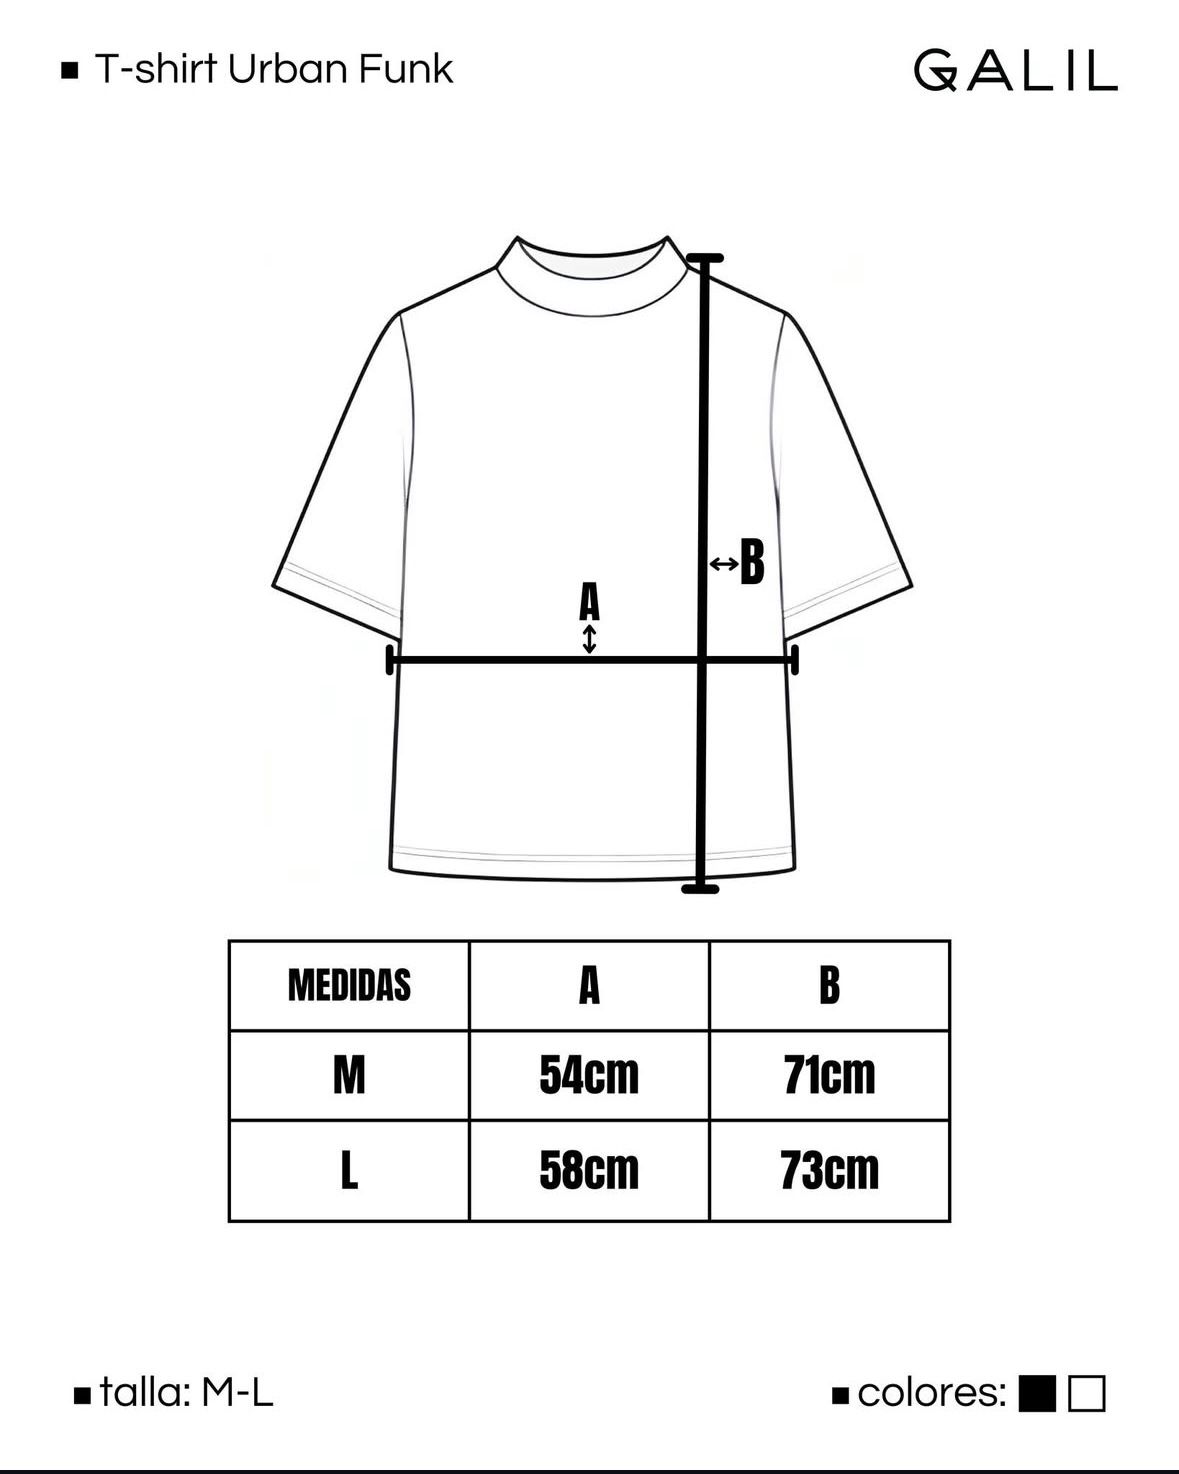 T-shirt Urban Funk
GALIL
A
B
MEDIDAS A B
M 54cm 71cm
L 58cm 73cm
talla: M-L
colores: